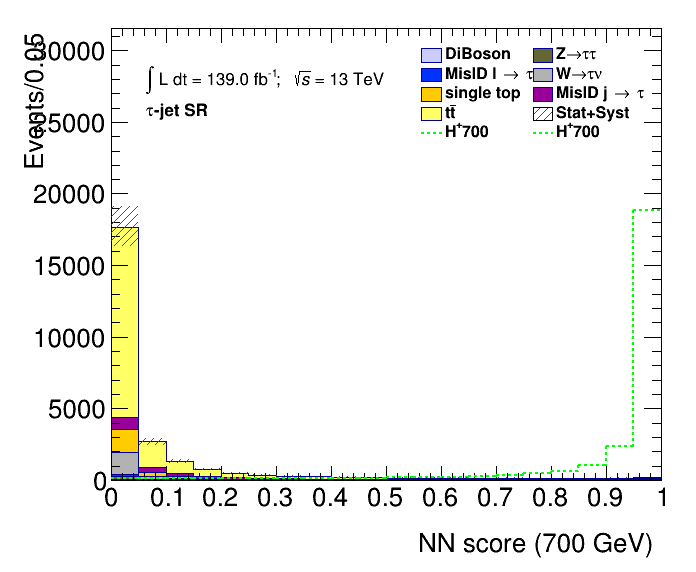 30000
Events/0.05
25000
20000
15000
10000
5000
0
∫ L dt = 139.0 fb⁻¹; √s = 13 TeV
τ-jet SR
DiBoson
MisID l → τ
single top
tt̄
H⁺700
Z→ττ
W→τν
MisID j → τ
Stat+Syst
H⁺700
0 0.1 0.2 0.3 0.4 0.5 0.6 0.7 0.8 0.9 1
NN score (700 GeV)